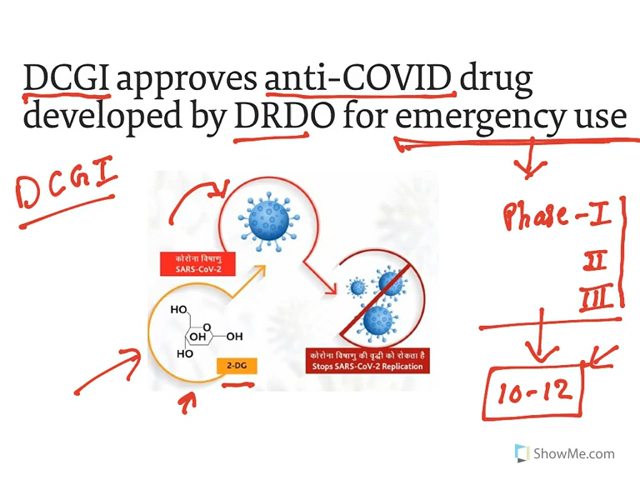 DCGI approves anti-COVID drug
developed by DRDO for emergency use
DCGI
Phase-I
II
III
कोरोना विषाणु
SARS-CoV-2
HO
O
OH
OH
HO
2-DG
कोरोना विषाणु की वृद्धी को रोकता है
Stops SARS-CoV-2 Replication
10-12
ShowMe.com